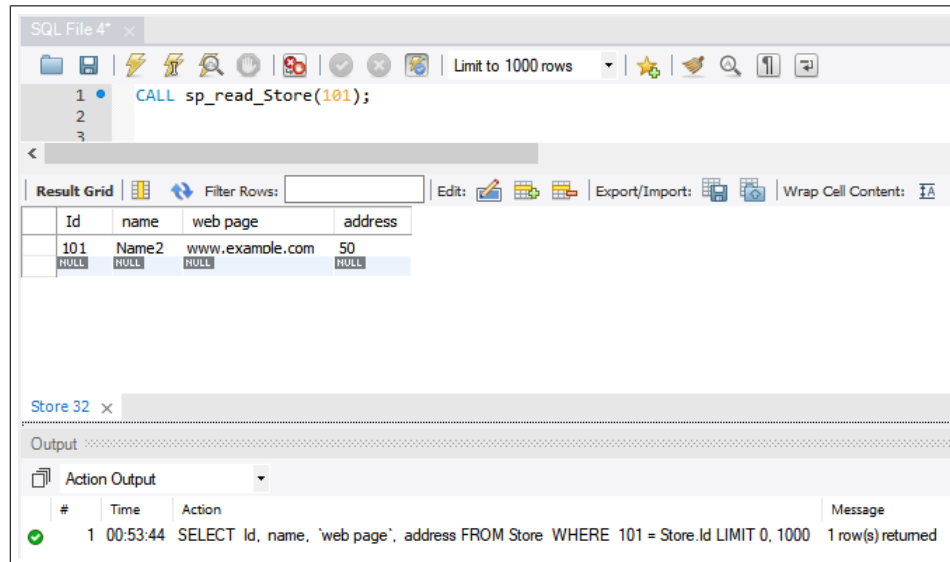 SQL File 4*
Limit to 1000 rows
1 CALL sp_read_Store(101);
2
3
Result Grid Filter Rows: Edit: Export/Import: Wrap Cell Content: IA
Id name web page address
101 Name2 www.example.com 50
NULL NULL NULL NULL
Store 32
Output
Action Output
# Time Action Message
1 00:53:44 SELECT Id, name, `web page`, address FROM Store WHERE 101 = Store.Id LIMIT 0, 1000 1 row(s) returned